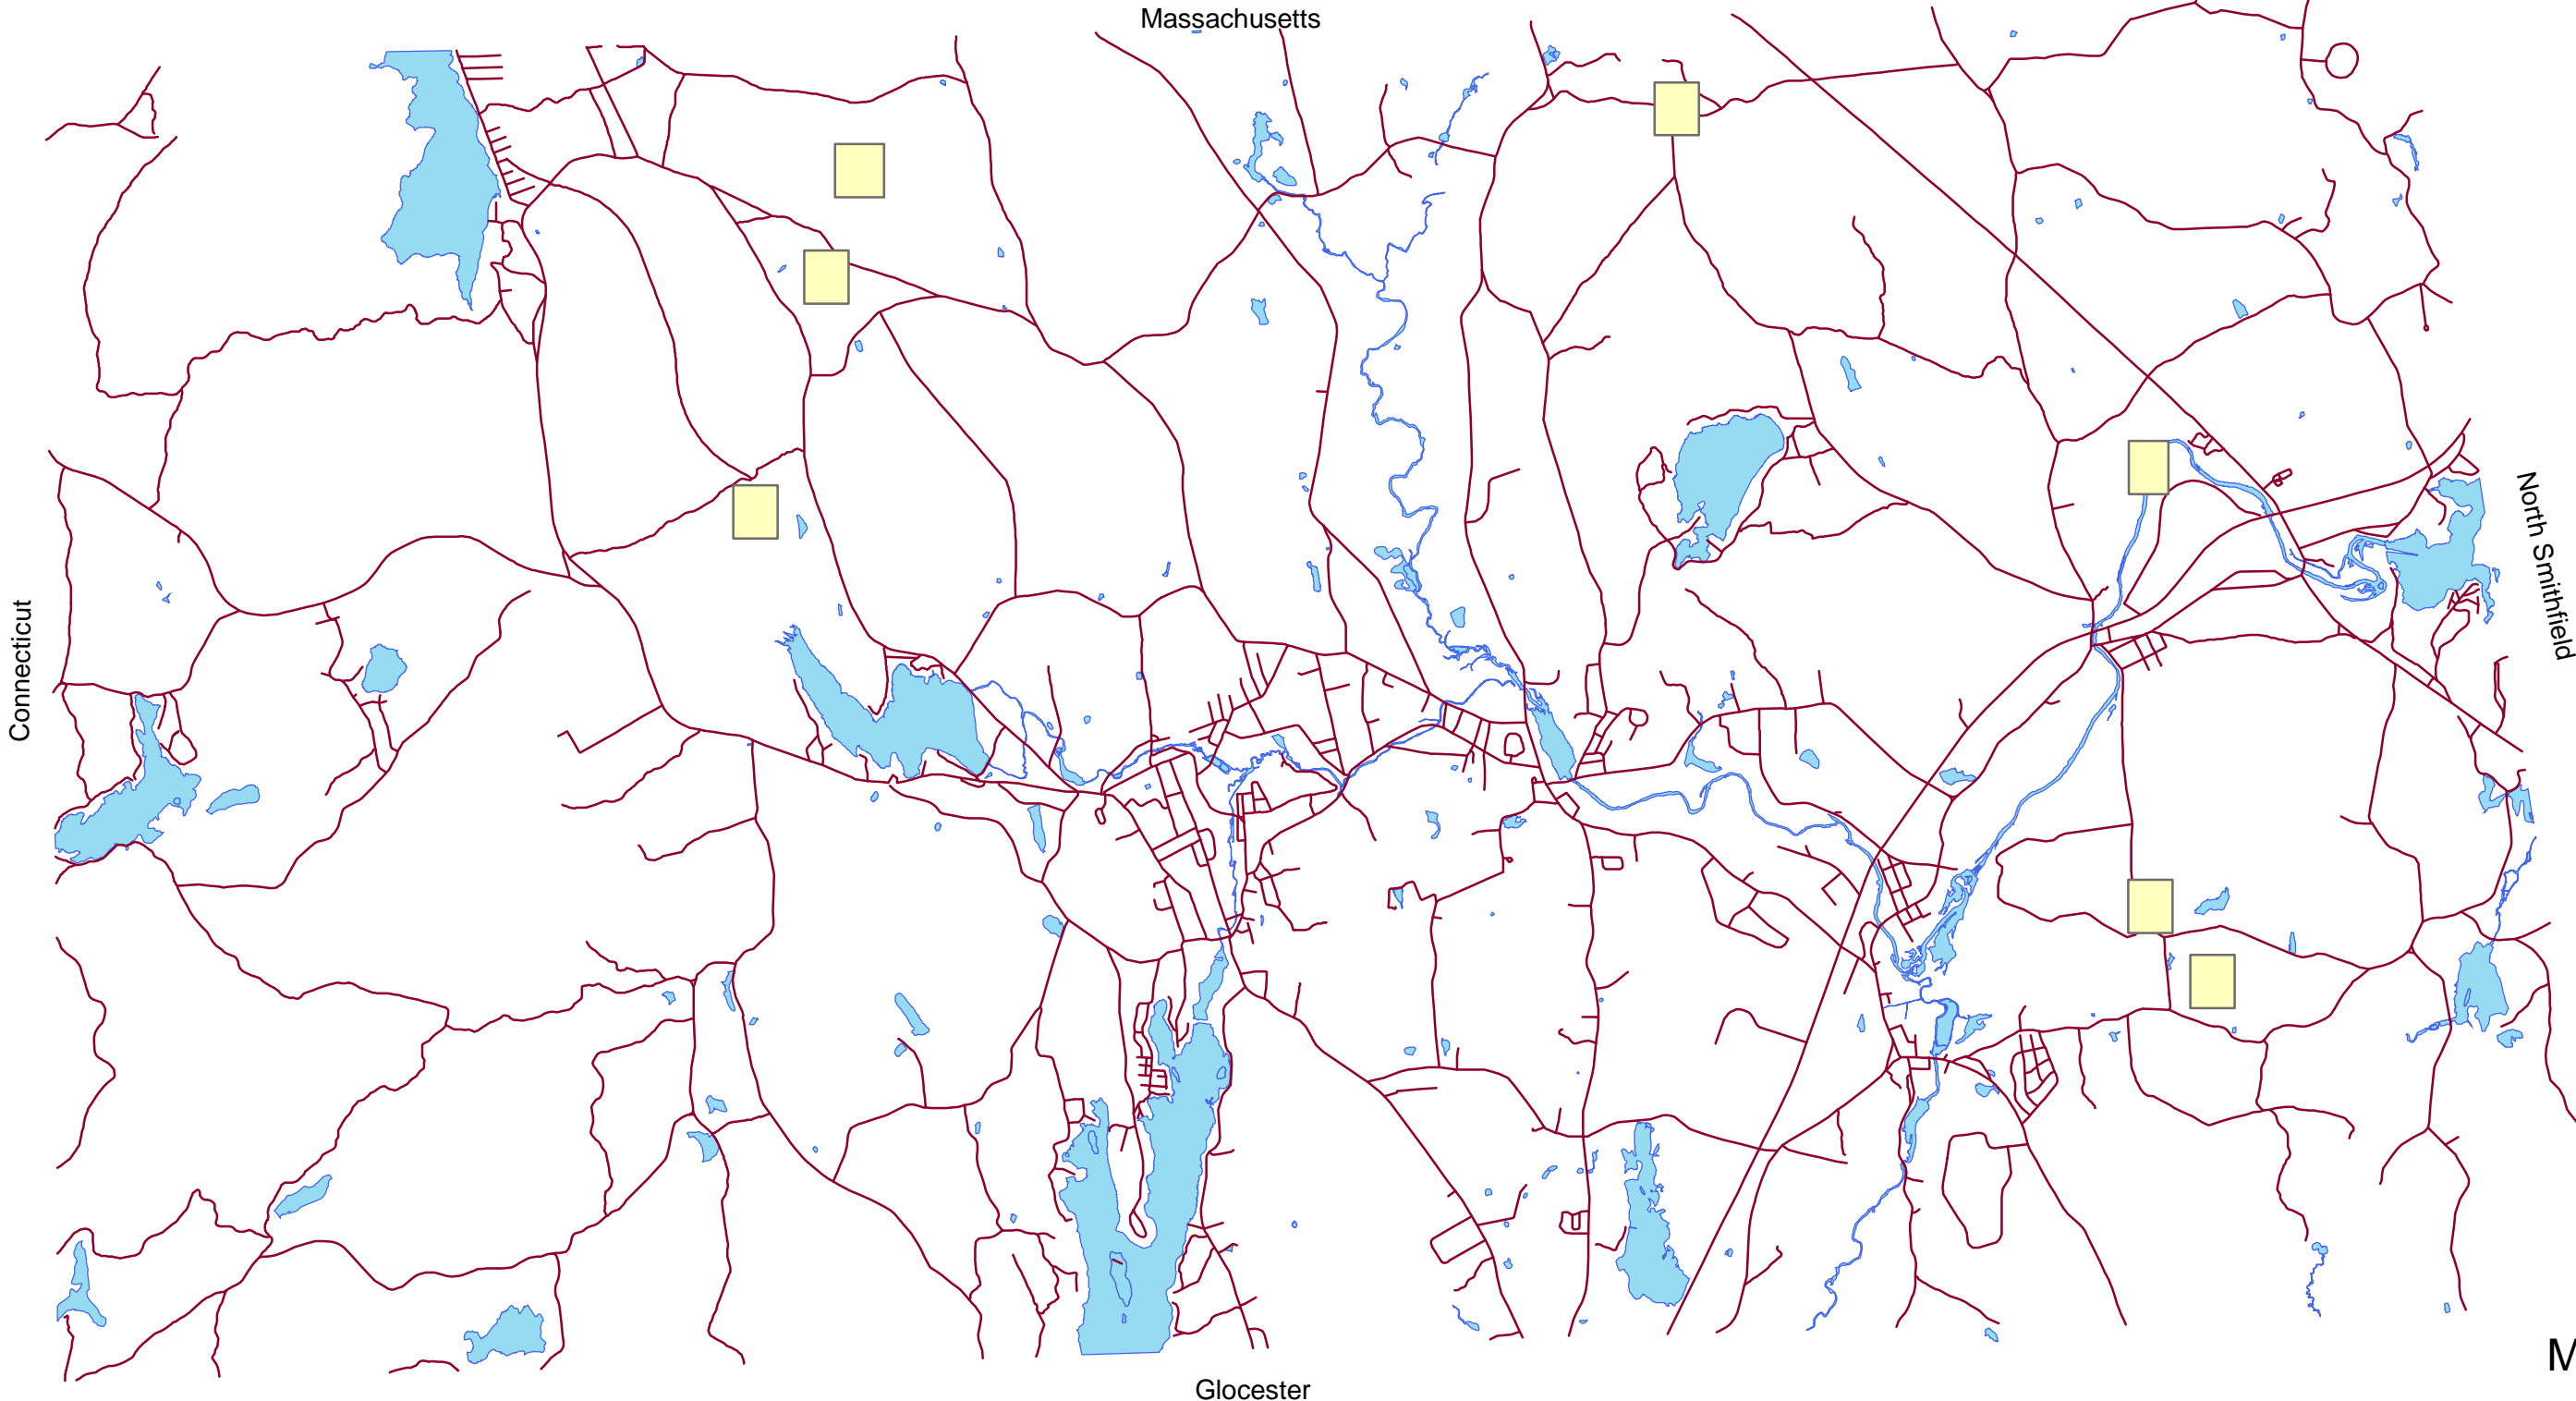 Massachusetts
North Smithfield
Connecticut
M
Glocester